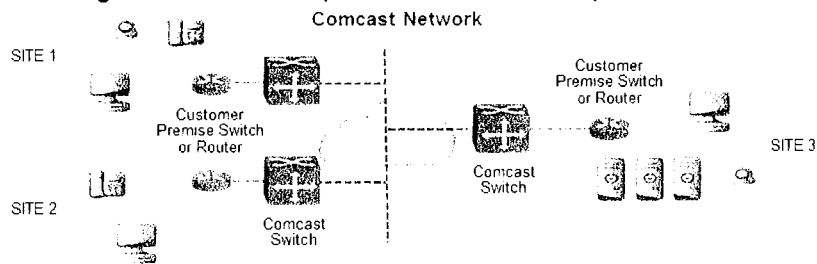 Comcast Network
SITE 1
Customer
Premise Switch
or Router
SITE 2
Comcast
Switch
Customer
Premise Switch
or Router
Comcast
Switch
SITE 3